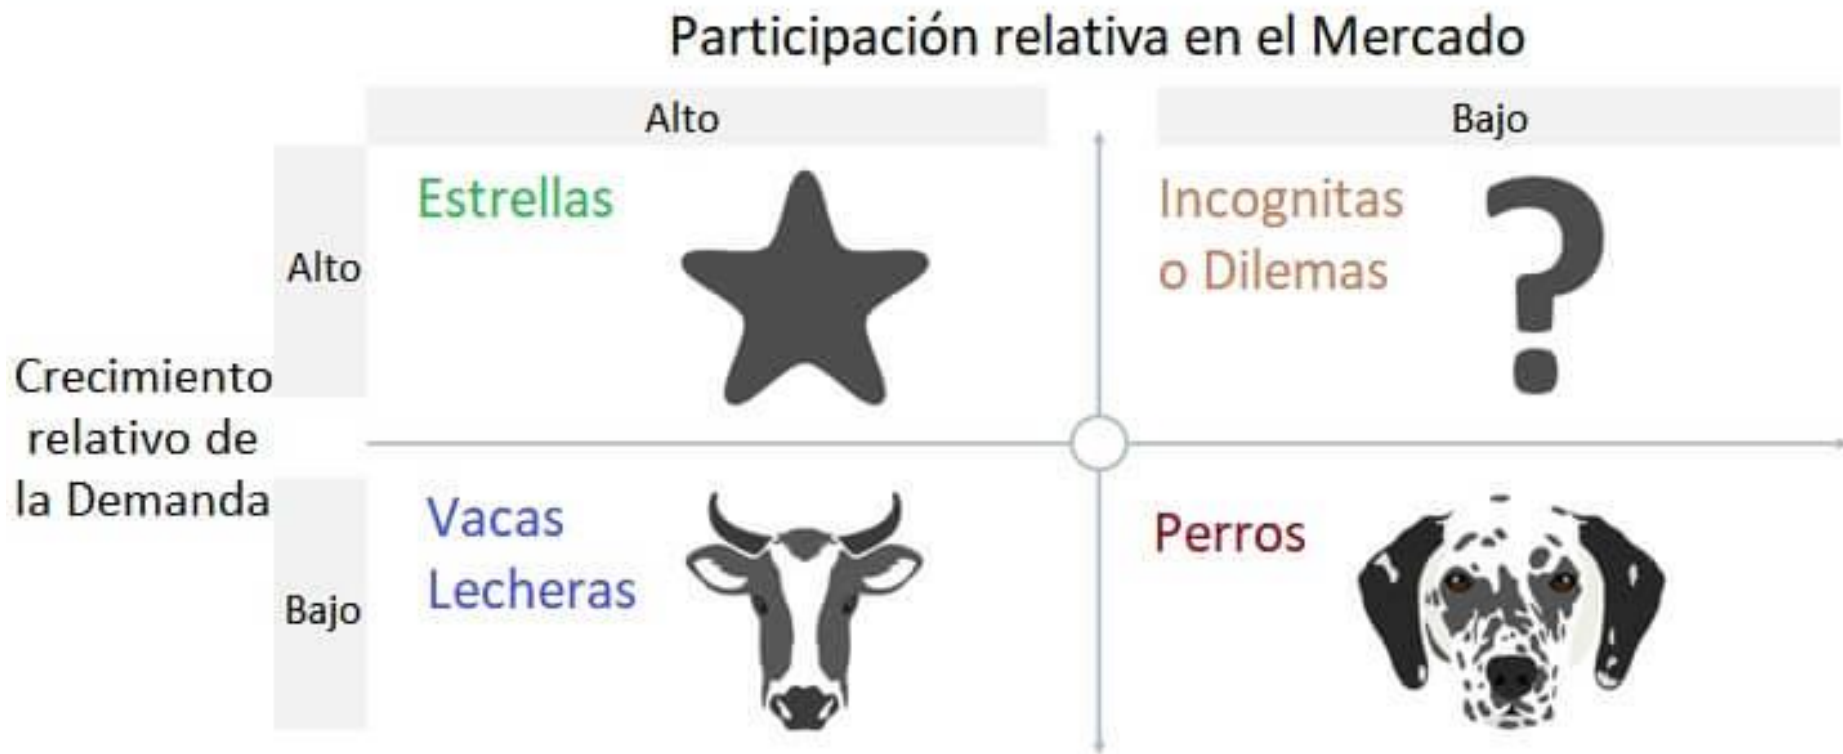 Participación relativa en el Mercado
Alto
Bajo
Estrellas
Incognitas
o Dilemas
Alto
Crecimiento
relativo de
la Demanda
Vacas
Lecheras
Perros
Bajo